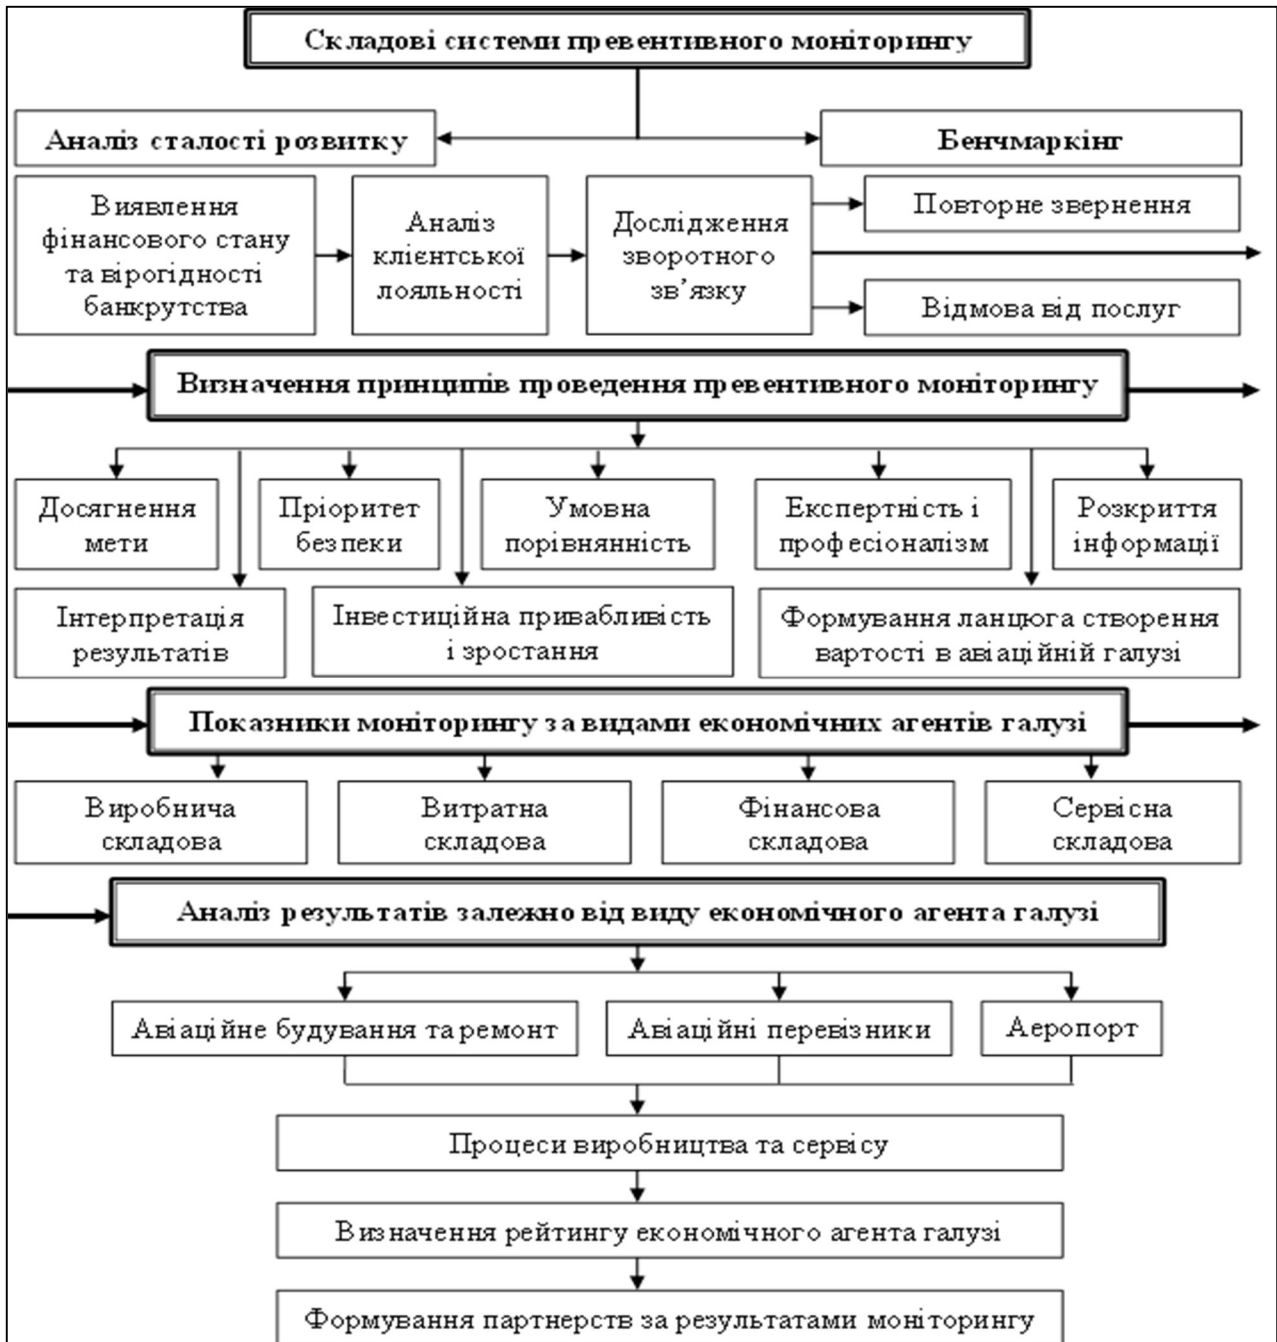 Складові системи превентивного моніторингу
Аналіз сталості розвитку
Бенчмаркінг
Виявлення
фінансового стану
та вірогідності
банкрутства
Аналіз
клієнтської
лояльності
Дослідження
зворотного
зв’язку
Повторне звернення
Відмова від послуг
Визначення принципів проведення превентивного моніторингу
Досягнення
мети
Пріоритет
безпеки
Умовна
порівнянність
Експертність і
професіоналізм
Розкриття
інформації
Інтерпретація
результатів
Інвестиційна привабливість
і зростання
Формування ланцюга створення
вартості в авіаційній галузі
Показники моніторингу за видами економічних агентів галузі
Виробнича
складова
Витратна
складова
Фінансова
складова
Сервісна
складова
Аналіз результатів залежно від виду економічного агента галузі
Авіаційне будування та ремонт
Авіаційні перевізники
Аеропорт
Процеси виробництва та сервісу
Визначення рейтингу економічного агента галузі
Формування партнерств за результатами моніторингу